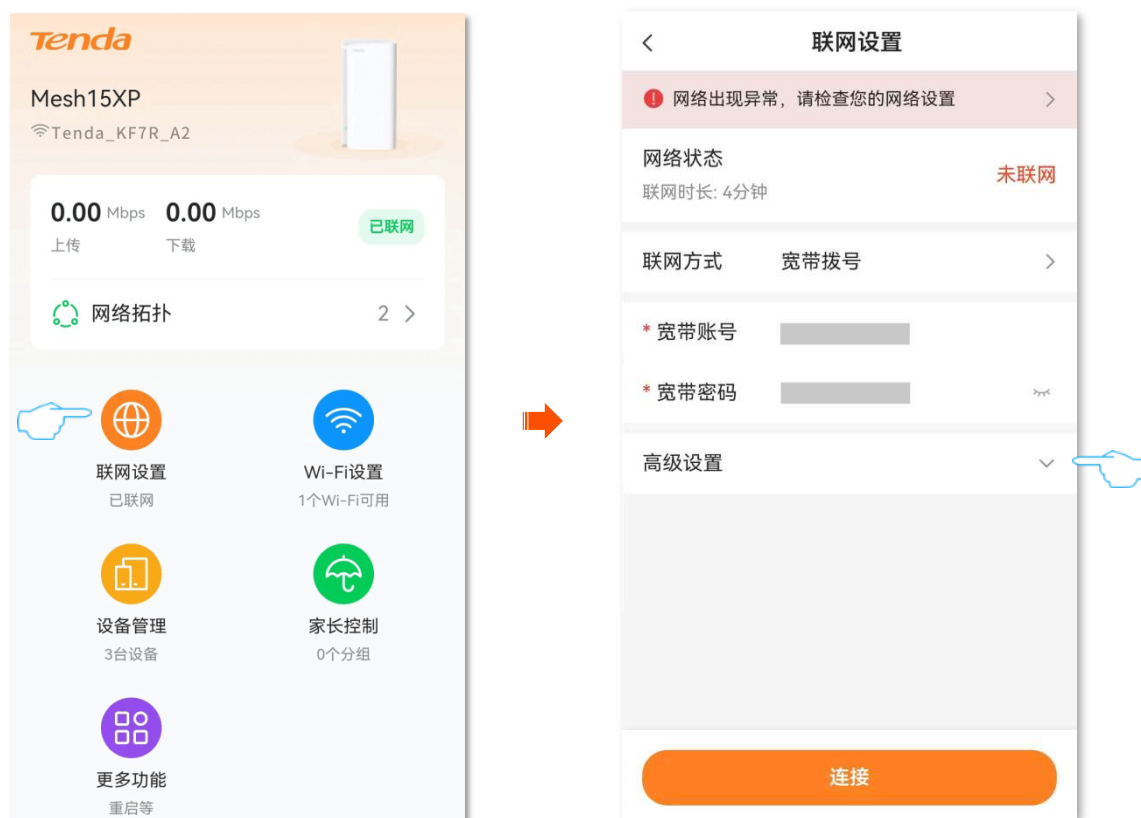 Tenda
Mesh15XP
Tenda_KF7R_A2
0.00 Mbps 0.00 Mbps 已联网
上传 下载
网络拓扑 2
联网设置 Wi-Fi设置
已联网 1个Wi-Fi可用
设备管理 家长控制
3台设备 0个分组
更多功能
重启等
联网设置
网络出现异常，请检查您的网络设置
网络状态
未联网
联网时长: 4分钟
联网方式 宽带拨号
* 宽带账号
* 宽带密码
高级设置
连接